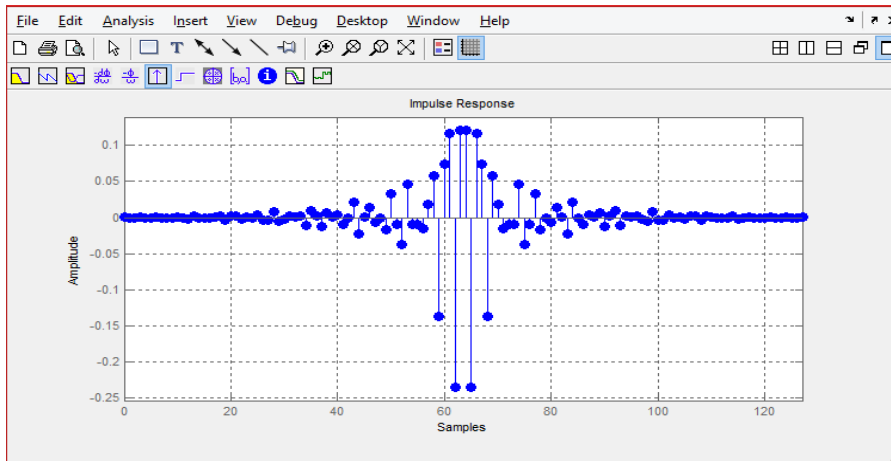 File Edit Analysis Insert View Debug Desktop Window Help
T
[b,a] i
Impulse Response
0.1
0.05
0
-0.05
-0.1
-0.15
-0.2
-0.25
Amplitude
0 20 40 60 80 100 120
Samples